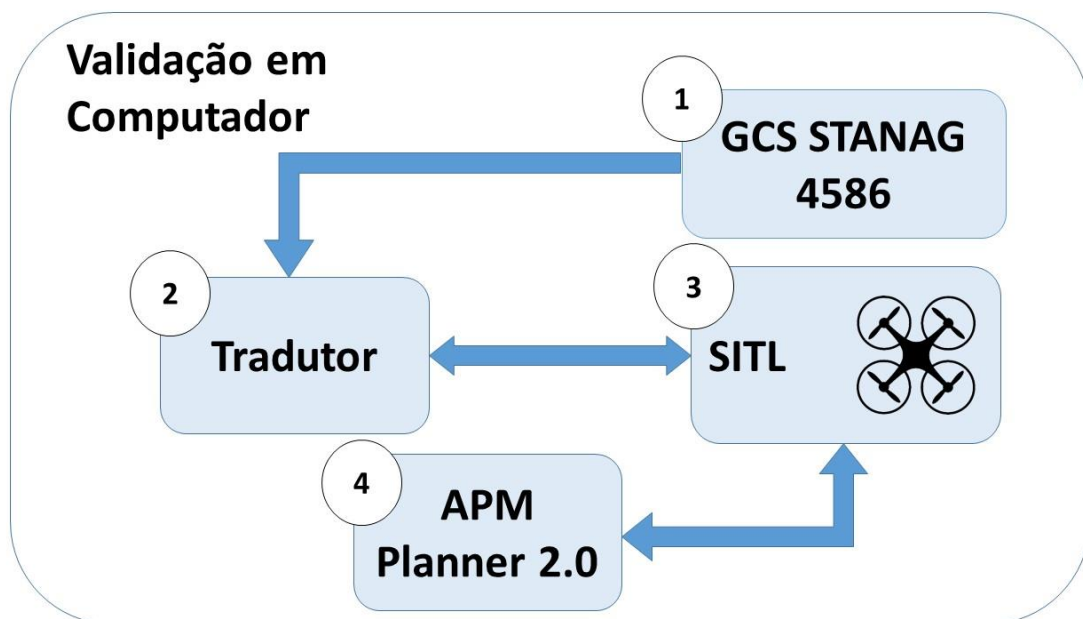 Validação em
Computador
1
GCS STANAG
4586
2
Tradutor
3
SITL
4
APM
Planner 2.0